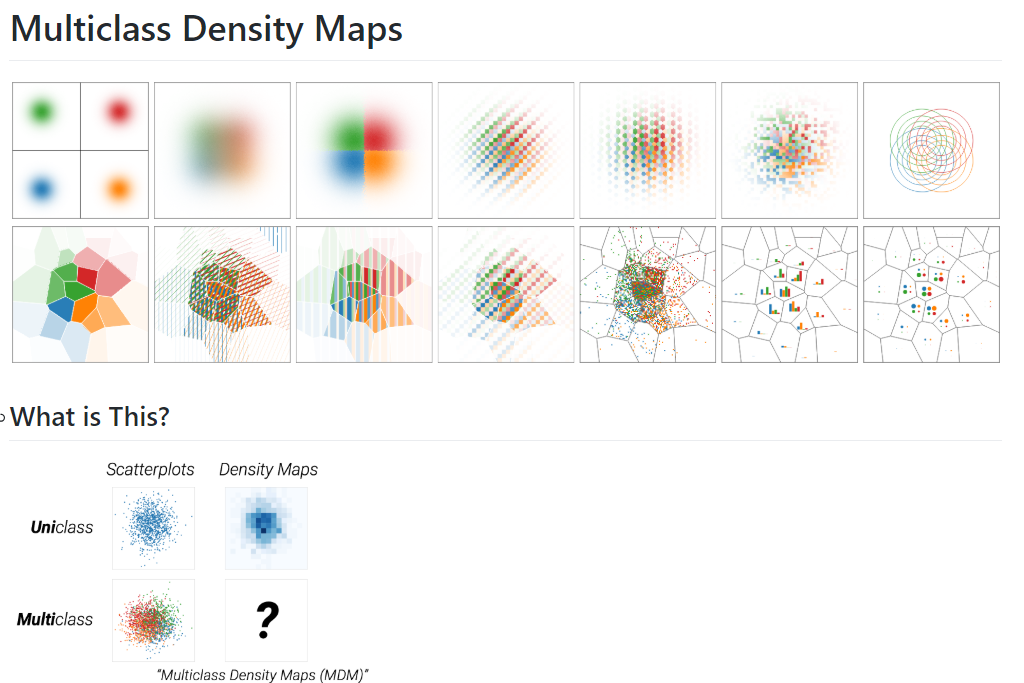 Multiclass Density Maps
What is This?
Scatterplots Density Maps
Uniclass
Multiclass
?
"Multiclass Density Maps (MDM)"